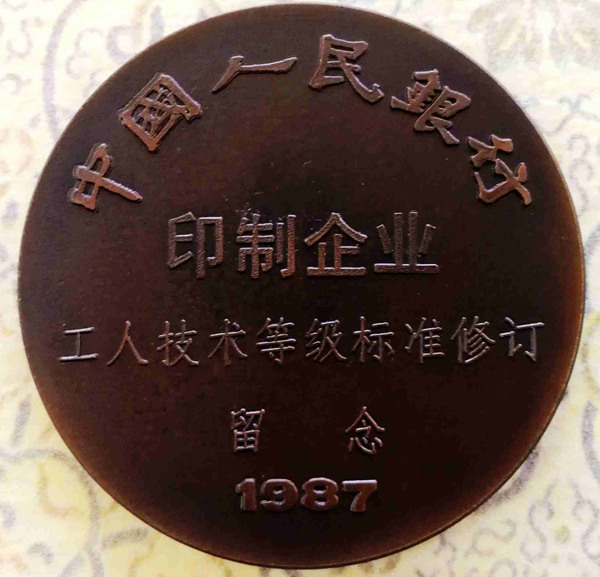 中國人民銀行
印制企业
工人技术等级标准修订
留念
1987